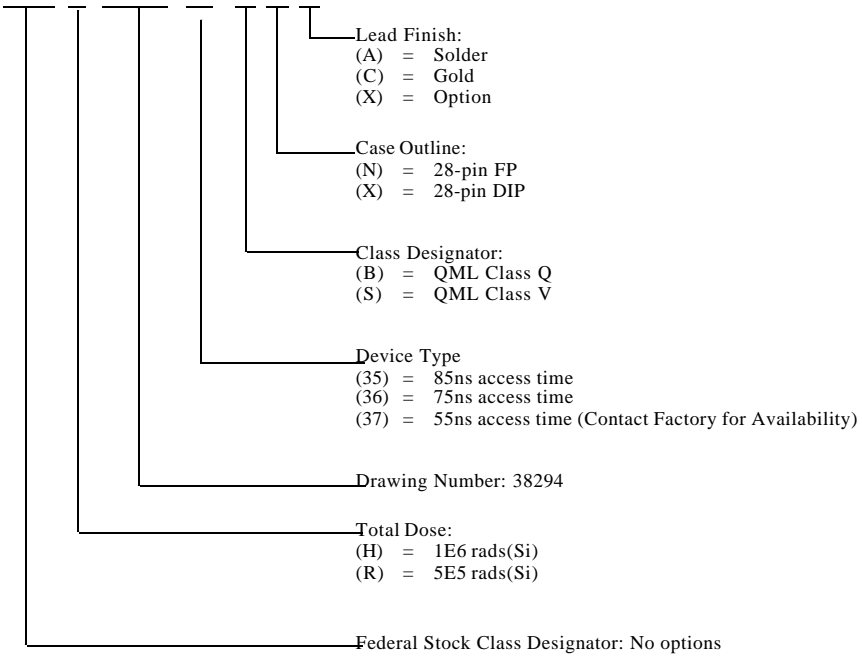 Lead Finish:
(A) = Solder
(C) = Gold
(X) = Option
Case Outline:
(N) = 28-pin FP
(X) = 28-pin DIP
Class Designator:
(B) = QML Class Q
(S) = QML Class V
Device Type
(35) = 85ns access time
(36) = 75ns access time
(37) = 55ns access time (Contact Factory for Availability)
Drawing Number: 38294
Total Dose:
(H) = 1E6 rads(Si)
(R) = 5E5 rads(Si)
Federal Stock Class Designator: No options